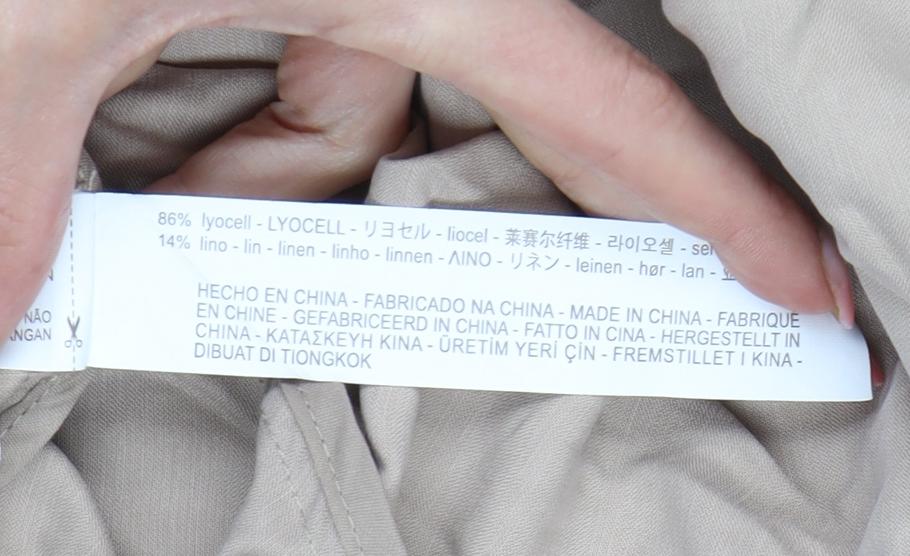 86% lyocell - LYOCELL - リヨセル - liocel - 莱赛尔纤维 - 라이오셀 -
14% lino - lin - linen - linho - linnen - ΛΙΝΟ - リネン - leinen - hør - lan -
HECHO EN CHINA - FABRICADO NA CHINA - MADE IN CHINA - FABRIQUE
EN CHINE - GEFABRICEERD IN CHINA - FATTO IN CINA - HERGESTELLT IN
CHINA - ΚΑΤΑΣΚΕΥΗ ΚΙΝΑ - ÜRETİM YERİ ÇİN - FREMSTILLET I KINA -
DIBUAT DI TIONGKOK
NÃO